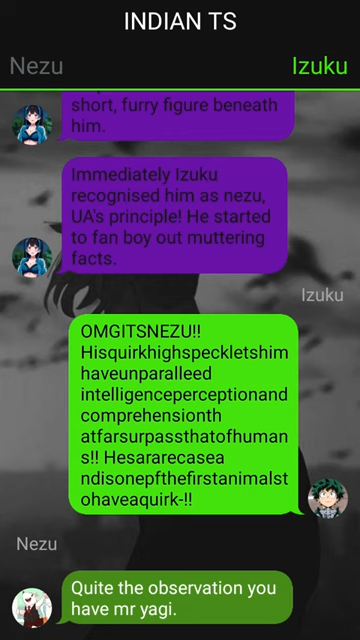 INDIAN TS
Nezu
Izuku
short, furry figure beneath
him.
Immediately Izuku
recognised him as nezu,
UA's principle! He started
to fan boy out muttering
facts.
Izuku
OMGITSNEZU!!
Hisquirkhighspeckletshim
haveunparalleed
intelligenceperceptionand
comprehensionth
atfarsurpassthatofhuman
s!! Hesararecasea
ndisonepfthefirstanimalst
ohaveaquirk-!!
Nezu
Quite the observation you
have mr yagi.